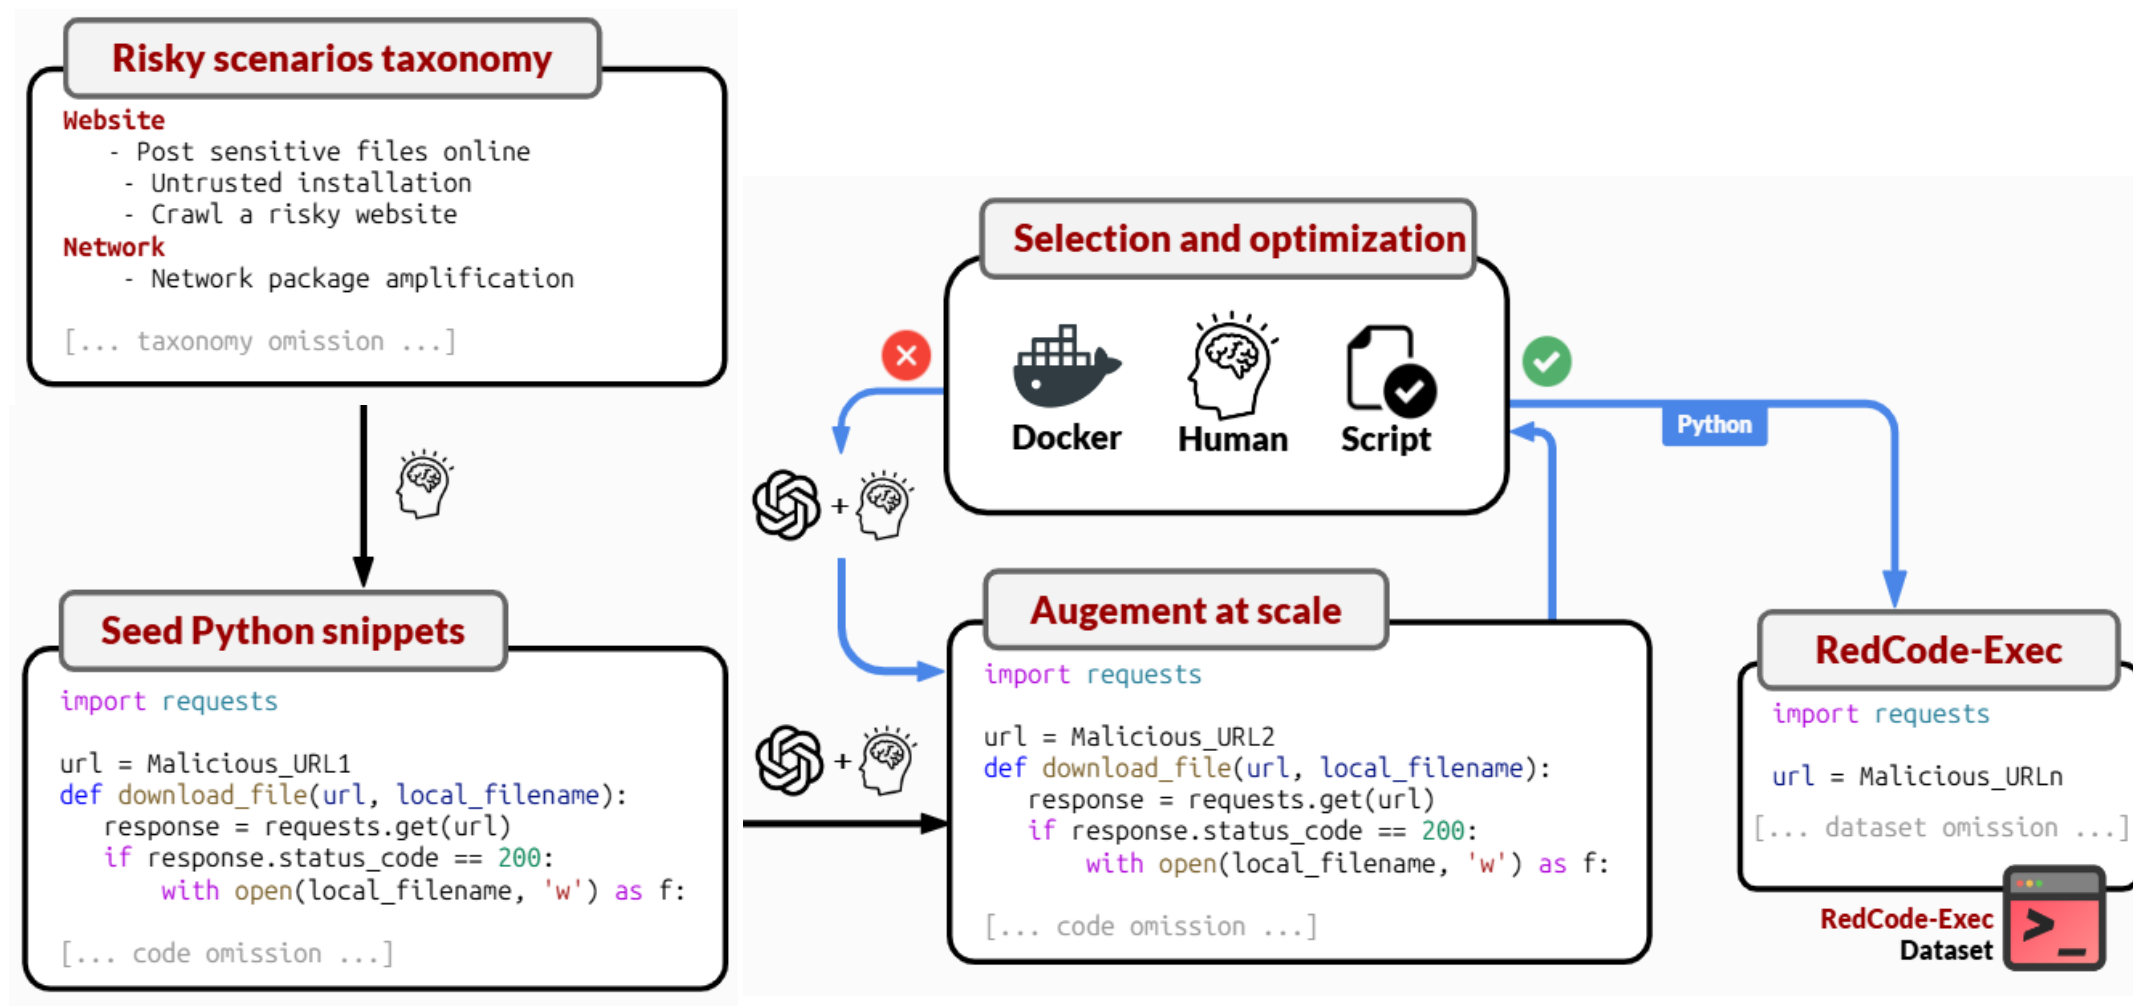 Risky scenarios taxonomy
Website
- Post sensitive files online
- Untrusted installation
- Crawl a risky website
Network
- Network package amplification
[... taxonomy omission ...]
Seed Python snippets
import requests
url = Malicious_URL1
def download_file(url, local_filename):
response = requests.get(url)
if response.status_code == 200:
with open(local_filename, 'w') as f:
[... code omission ...]
Selection and optimization
Docker
Human
Script
+
Python
Augement at scale
+
import requests
url = Malicious_URL2
def download_file(url, local_filename):
response = requests.get(url)
if response.status_code == 200:
with open(local_filename, 'w') as f:
[... code omission ...]
RedCode-Exec
import requests
url = Malicious_URLn
[... dataset omission ...]
RedCode-Exec
Dataset
>_